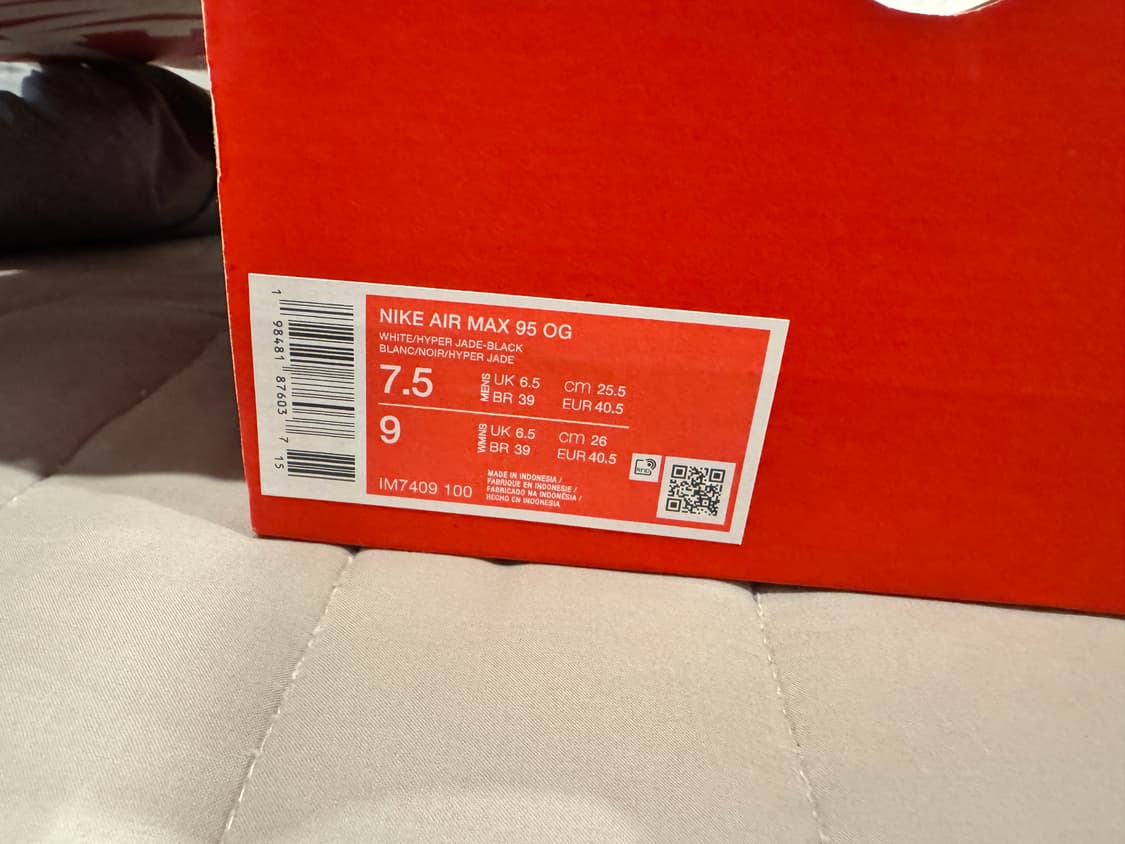 NIKE AIR MAX 95 OG
WHITE/HYPER JADE-BLACK
BLANC/NOIR/HYPER JADE
7.5
MENS
UK 6.5 cm 25.5
BR 39 EUR 40.5
9
WMNS
UK 6.5 cm 26
BR 39 EUR 40.5
IM7409 100
MADE IN INDONESIA /
FABRIQUE EN INDONESIE /
FABRICADO NA INDONÉSIA /
HECHO EN INDONESIA
RFID
1 98481 87603 7 15